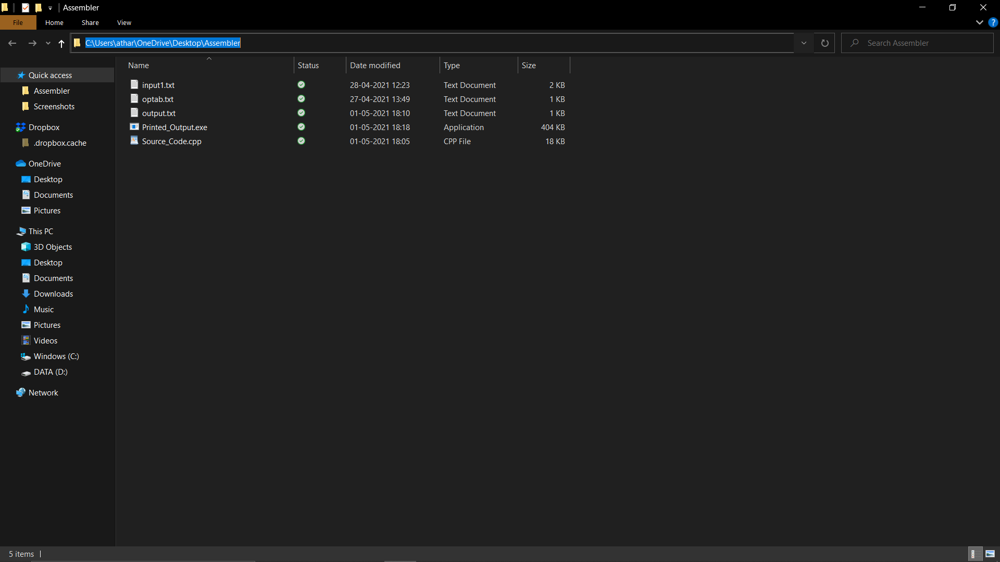 Assembler
File Home Share View
?
C:\Users\athar\OneDrive\Desktop\Assembler
Search Assembler
Name Status Date modified Type Size
input1.txt 28-04-2021 12:23 Text Document 2 KB
optab.txt 27-04-2021 13:49 Text Document 1 KB
output.txt 01-05-2021 18:10 Text Document 1 KB
Printed_Output.exe 01-05-2021 18:18 Application 404 KB
Source_Code.cpp 01-05-2021 18:05 CPP File 18 KB
Quick access
Assembler
Screenshots
Dropbox
.dropbox.cache
OneDrive
Desktop
Documents
Pictures
This PC
3D Objects
Desktop
Documents
Downloads
Music
Pictures
Videos
Windows (C:)
DATA (D:)
Network
5 items